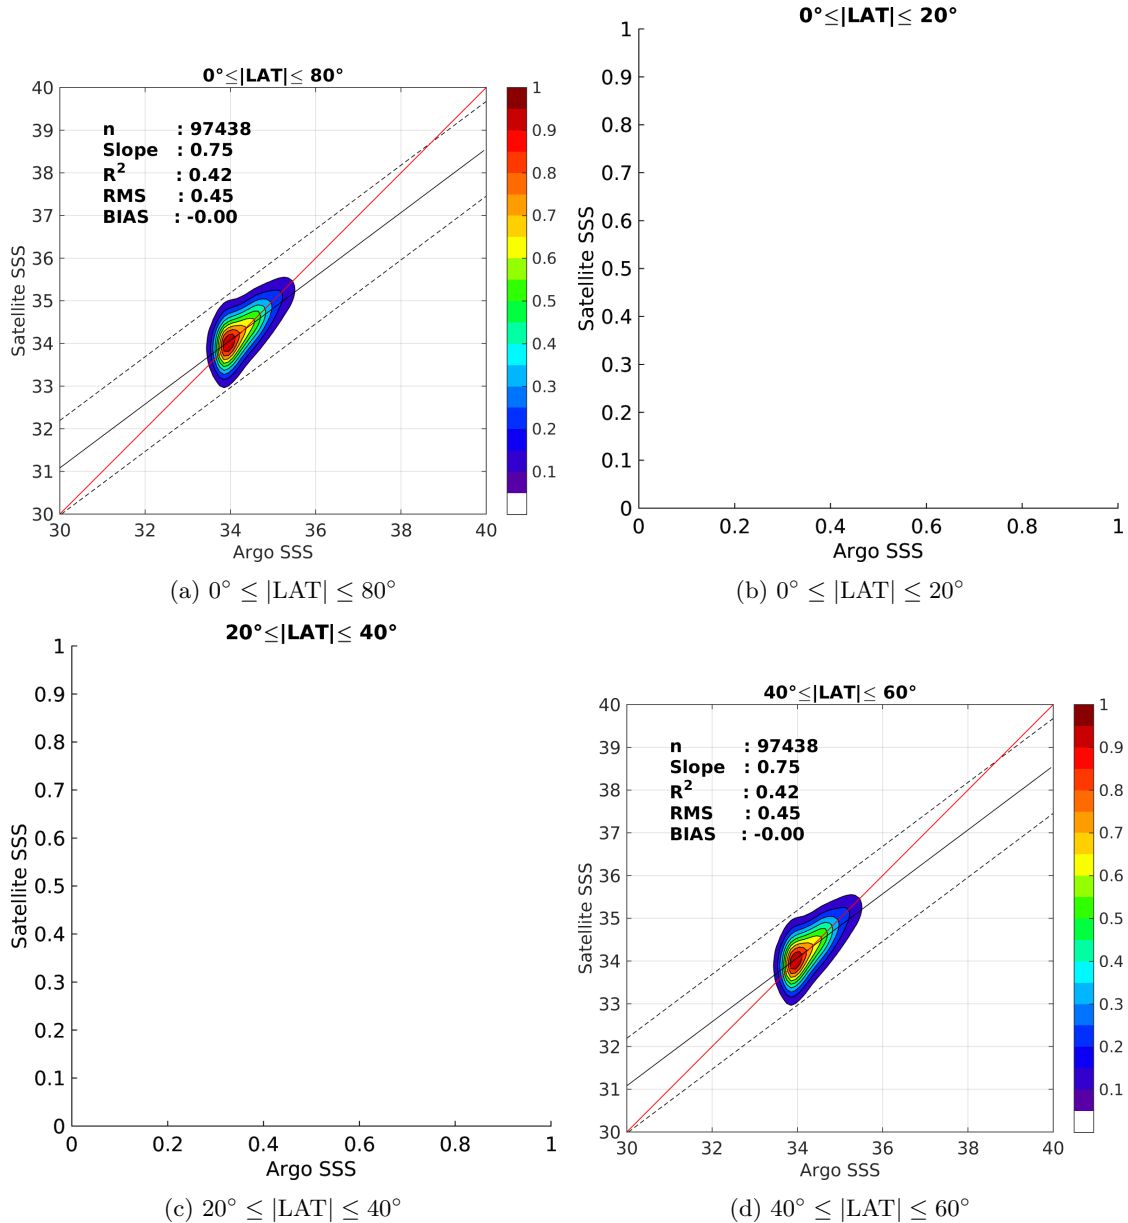 0°≤|LAT|≤ 80°
40
39
38
37
36
35
34
33
32
31
30
n : 97438
Slope : 0.75
R² : 0.42
RMS : 0.45
BIAS : -0.00
Satellite SSS
30 32 34 36 38 40
Argo SSS
1
0.9
0.8
0.7
0.6
0.5
0.4
0.3
0.2
0.1
(a) 0° ≤ |LAT| ≤ 80°
0°≤|LAT|≤ 20°
1
0.9
0.8
0.7
0.6
0.5
0.4
0.3
0.2
0.1
0
Satellite SSS
0 0.2 0.4 0.6 0.8 1
Argo SSS
(b) 0° ≤ |LAT| ≤ 20°
20°≤|LAT|≤ 40°
1
0.9
0.8
0.7
0.6
0.5
0.4
0.3
0.2
0.1
0
Satellite SSS
0 0.2 0.4 0.6 0.8 1
Argo SSS
(c) 20° ≤ |LAT| ≤ 40°
40°≤|LAT|≤ 60°
40
39
38
37
36
35
34
33
32
31
30
n : 97438
Slope : 0.75
R² : 0.42
RMS : 0.45
BIAS : -0.00
Satellite SSS
30 32 34 36 38 40
Argo SSS
1
0.9
0.8
0.7
0.6
0.5
0.4
0.3
0.2
0.1
(d) 40° ≤ |LAT| ≤ 60°